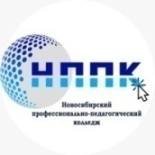 НППК
Новосибирский
профессионально-педагогический
колледж